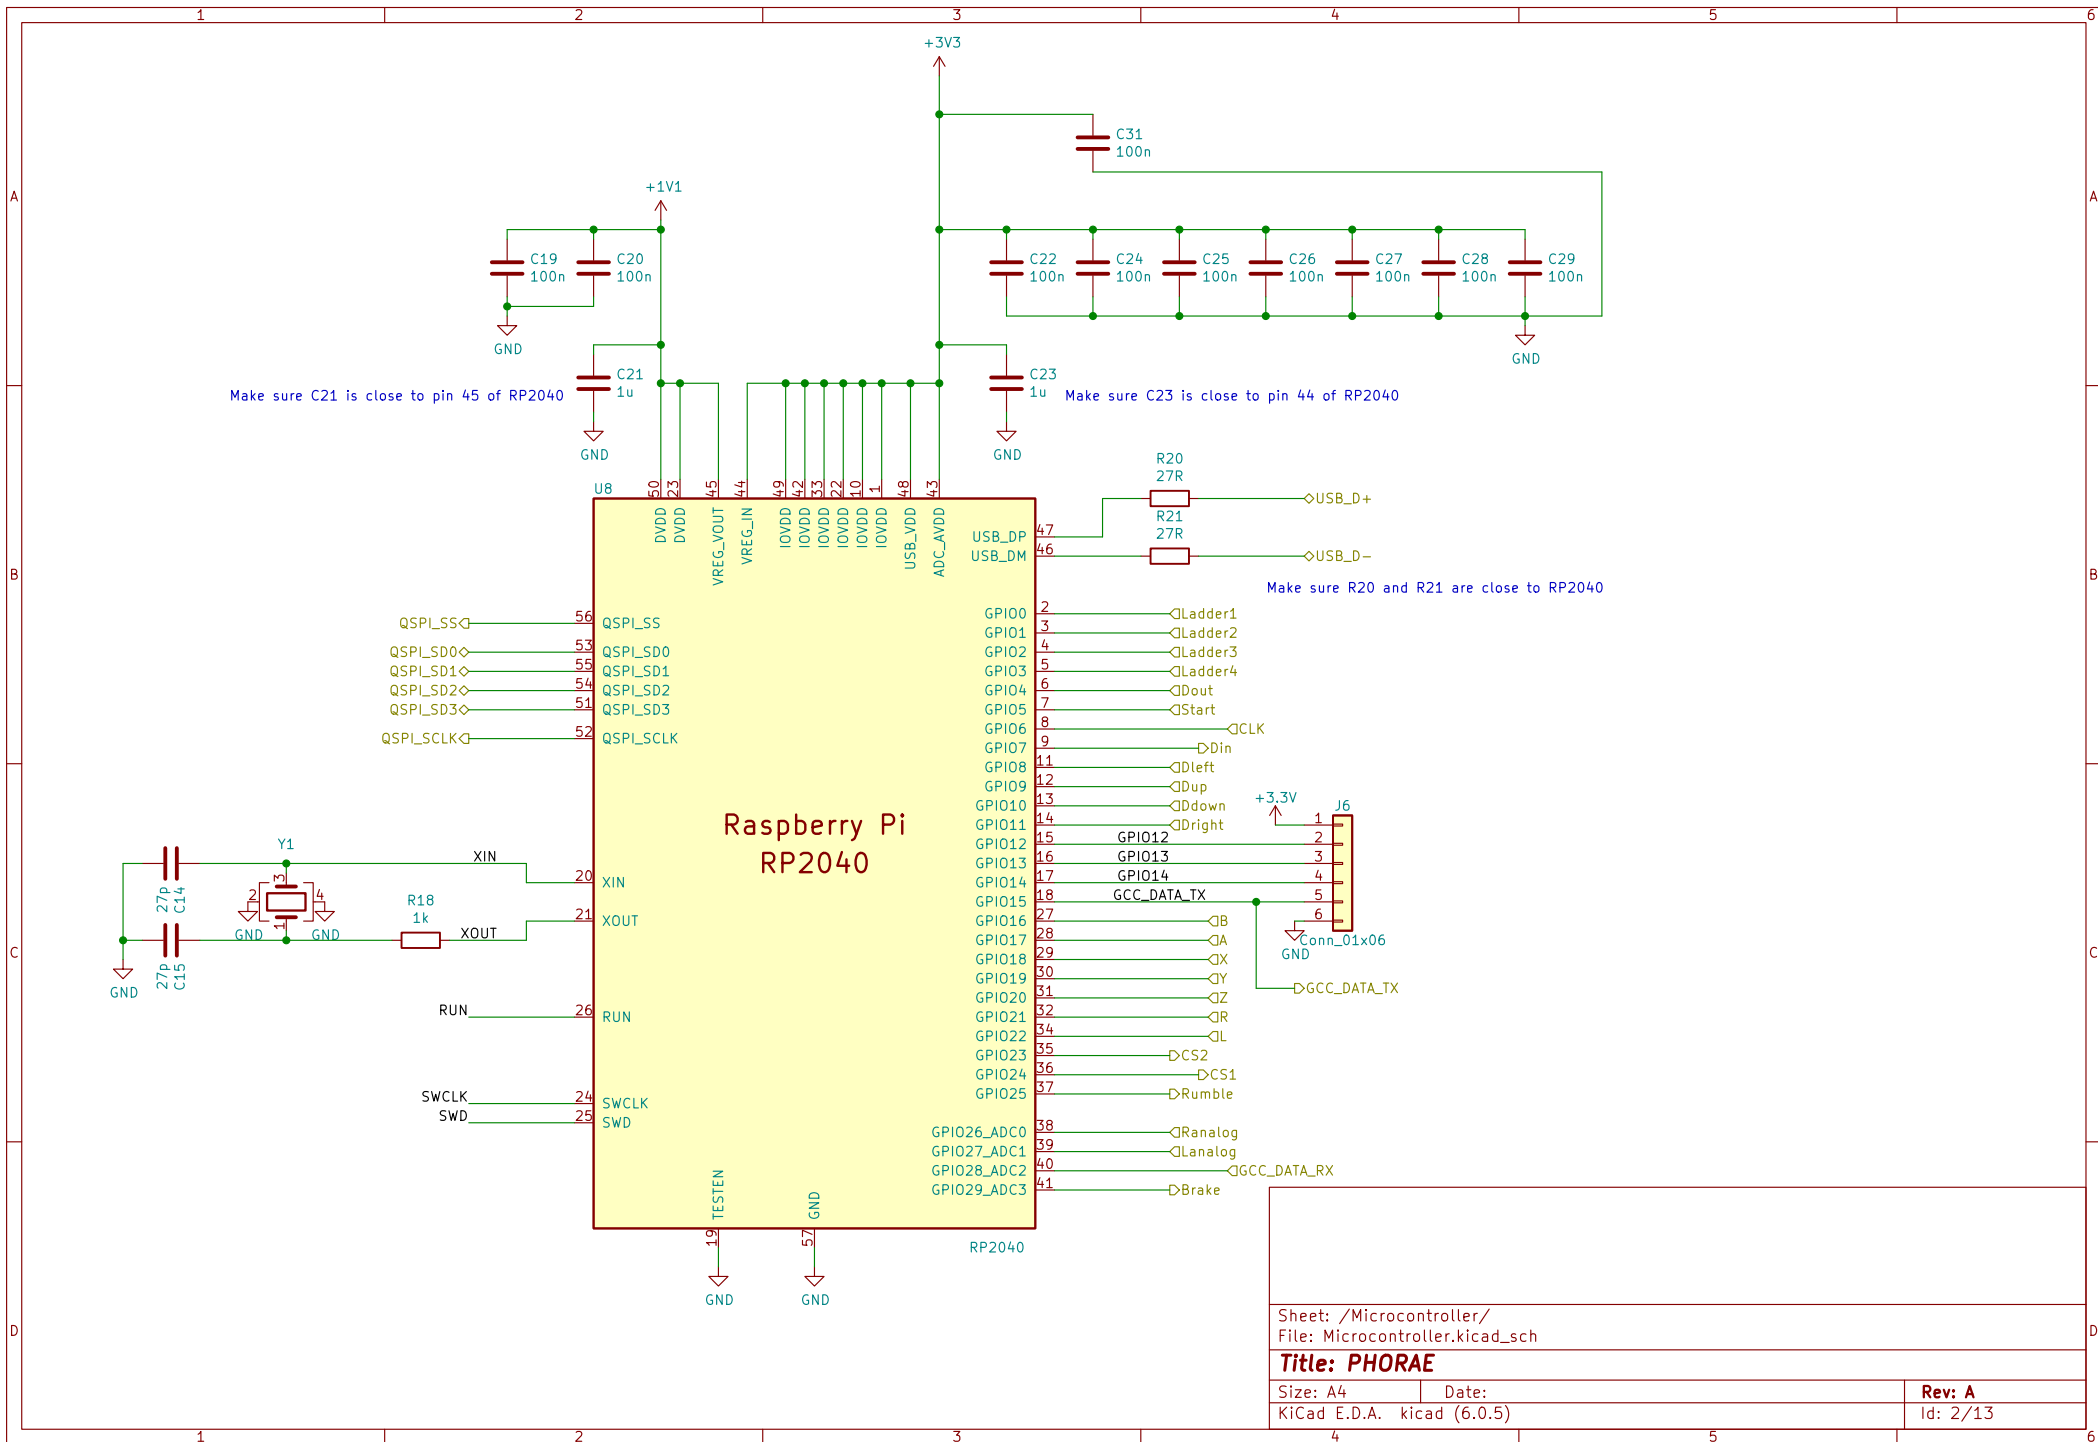 1 2 3 4 5 6
+3V3
C31
100n
A A
+1V1
C19 C20 C22 C24 C25 C26 C27 C28 C29
100n 100n 100n 100n 100n 100n 100n 100n 100n
GND GND
C21 C23
1u 1u
Make sure C21 is close to pin 45 of RP2040
Make sure C23 is close to pin 44 of RP2040
GND GND
U8
50 23 45 44 49 42 33 22 10 1 48 43
DVDD DVDD VREG_VOUT VREG_IN IOVDD IOVDD IOVDD IOVDD IOVDD IOVDD USB_VDD ADC_AVDD
R20
27R
USB_D+
R21
27R
USB_DP 47
USB_DM 46 USB_D-
B B
Make sure R20 and R21 are close to RP2040
QSPI_SS 56 QSPI_SS
QSPI_SD0 53 QSPI_SD0
QSPI_SD1 55 QSPI_SD1
QSPI_SD2 54 QSPI_SD2
QSPI_SD3 51 QSPI_SD3
QSPI_SCLK 52 QSPI_SCLK
GPIO0 2 Ladder1
GPIO1 3 Ladder2
GPIO2 4 Ladder3
GPIO3 5 Ladder4
GPIO4 6 Dout
GPIO5 7 Start
GPIO6 8 CLK
GPIO7 9 Din
GPIO8 11 Dleft
GPIO9 12 Dup
GPIO10 13 Ddown
GPIO11 14 Dright
GPIO12 15 GPIO12
GPIO13 16 GPIO13
GPIO14 17 GPIO14
GPIO15 18 GCC_DATA_TX
GPIO16 27 B
GPIO17 28 A
GPIO18 29 X
GPIO19 30 Y
GPIO20 31 Z
GPIO21 32 R
GPIO22 34 L
GPIO23 35 CS2
GPIO24 36 CS1
GPIO25 37 Rumble
GPIO26_ADC0 38 Ranalog
GPIO27_ADC1 39 Lanalog
GPIO28_ADC2 40 GCC_DATA_RX
GPIO29_ADC3 41 Brake
Raspberry Pi
RP2040
+3.3V J6
1
2
3
4
5
6
Conn_01x06
GND
GCC_DATA_TX
Y1
XIN 20 XIN
27p
C14
2 3 4 1
GND GND
R18
1k
XOUT 21 XOUT
27p
C15
GND
C C
RUN 26 RUN
SWCLK 24 SWCLK
SWD 25 SWD
TESTEN GND
19 57
RP2040
GND GND
D D
Sheet: /Microcontroller/
File: Microcontroller.kicad_sch
Title: PHORAE
Size: A4 Date: Rev: A
KiCad E.D.A. kicad (6.0.5) Id: 2/13
1 2 3 4 5 6